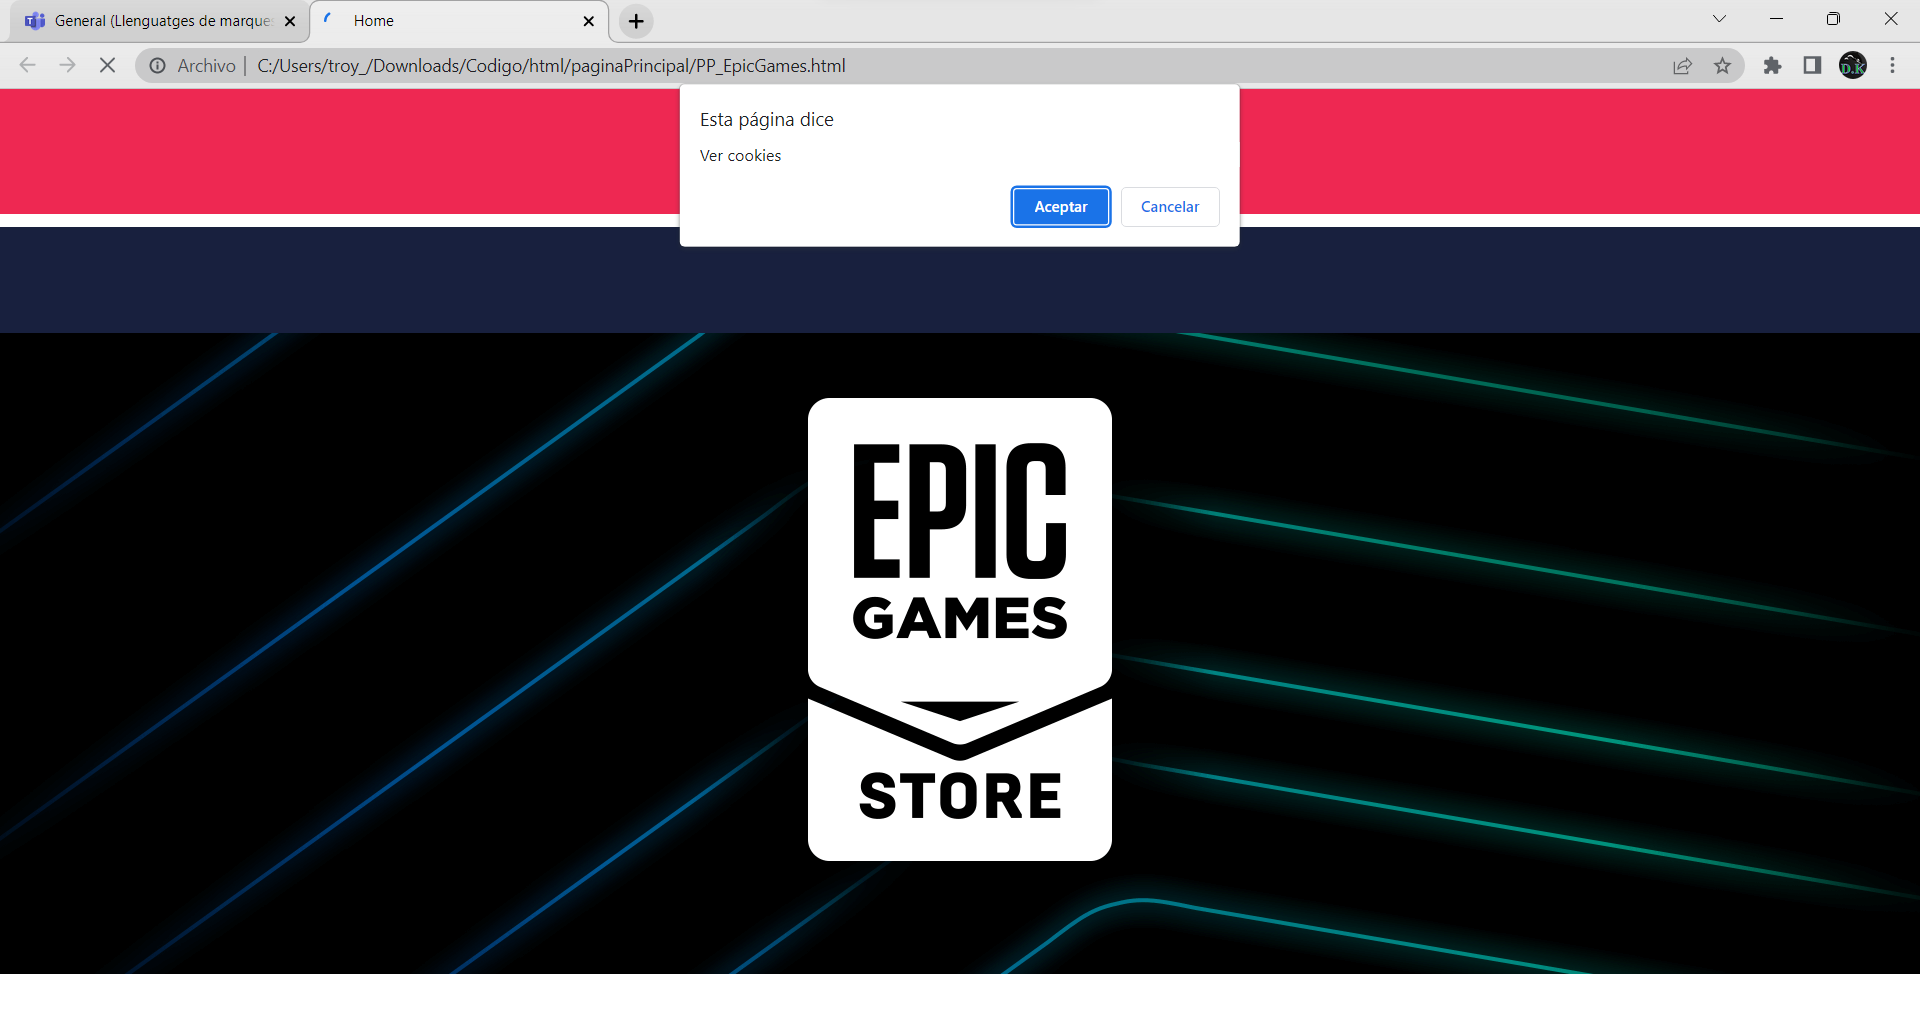 General (Llenguatges de marques
Home
Archivo
C:/Users/troy_/Downloads/Codigo/html/paginaPrincipal/PP_EpicGames.html
D.K
Esta página dice
Ver cookies
Aceptar
Cancelar
EPIC
GAMES
STORE